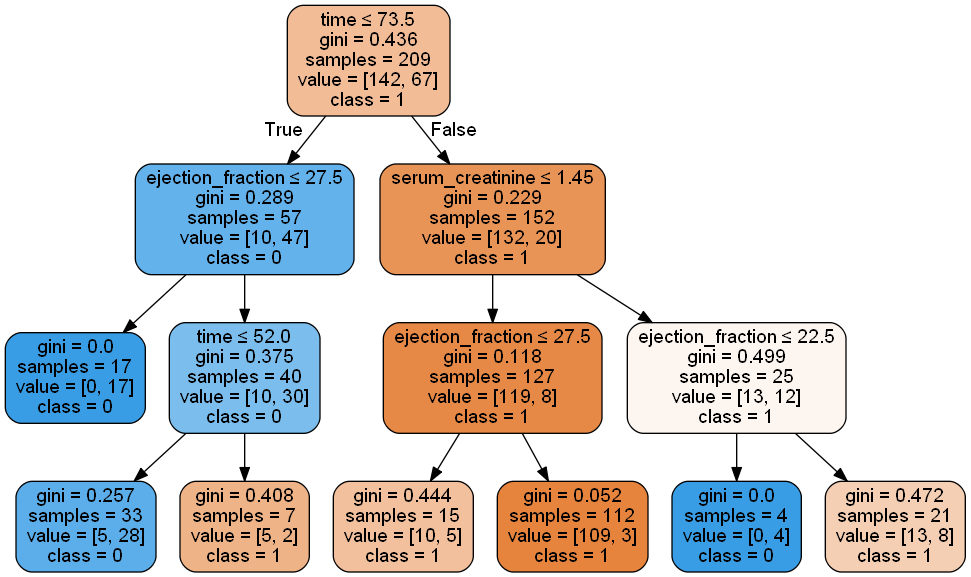 time ≤ 73.5
gini = 0.436
samples = 209
value = [142, 67]
class = 1
True
False
ejection_fraction ≤ 27.5
gini = 0.289
samples = 57
value = [10, 47]
class = 0
serum_creatinine ≤ 1.45
gini = 0.229
samples = 152
value = [132, 20]
class = 1
gini = 0.0
samples = 17
value = [0, 17]
class = 0
time ≤ 52.0
gini = 0.375
samples = 40
value = [10, 30]
class = 0
ejection_fraction ≤ 27.5
gini = 0.118
samples = 127
value = [119, 8]
class = 1
ejection_fraction ≤ 22.5
gini = 0.499
samples = 25
value = [13, 12]
class = 1
gini = 0.257
samples = 33
value = [5, 28]
class = 0
gini = 0.408
samples = 7
value = [5, 2]
class = 1
gini = 0.444
samples = 15
value = [10, 5]
class = 1
gini = 0.052
samples = 112
value = [109, 3]
class = 1
gini = 0.0
samples = 4
value = [0, 4]
class = 0
gini = 0.472
samples = 21
value = [13, 8]
class = 1